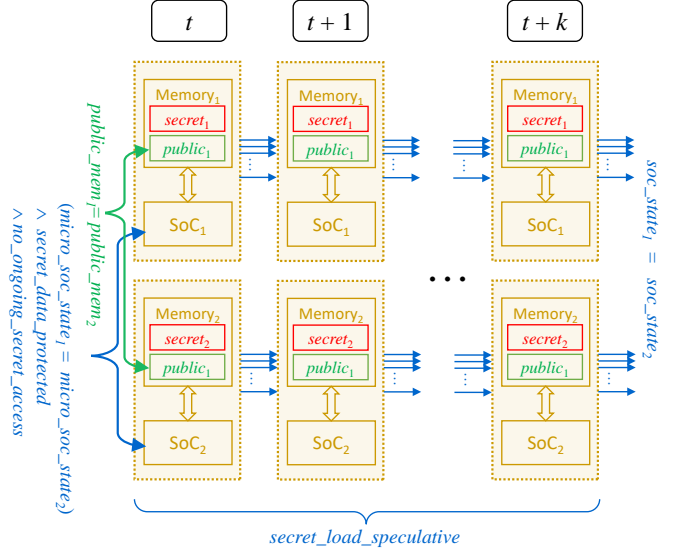 t
t + 1
t + k
Memory₁
secret₁
public₁
SoC₁
Memory₁
secret₁
public₁
SoC₁
Memory₁
secret₁
public₁
SoC₁
public_mem₁= public_mem₂
(micro_soc_state₁ = micro_soc_state₂)
∧ secret_data_protected
∧ no_ongoing_secret_access
soc_state₁ = soc_state₂
...
Memory₂
secret₂
public₁
SoC₂
Memory₂
secret₂
public₁
SoC₂
Memory₂
secret₂
public₁
SoC₂
secret_load_speculative